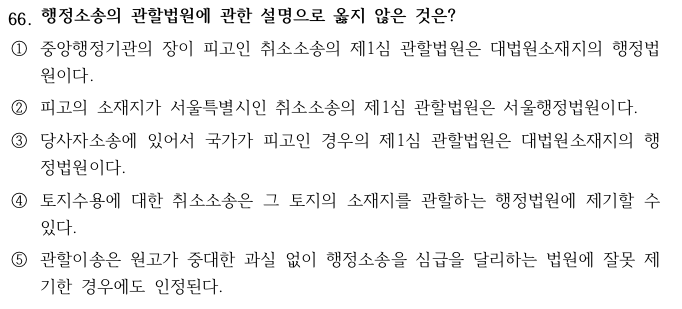 66. 행정소송의 관할법원에 관한 설명으로 옳지 않은 것은?
① 중앙행정기관의 장이 피고인 취소소송의 제1심 관할법원은 대법원소재지의 행정법
원이다.
② 피고의 소재지가 서울특별시인 취소소송의 제1심 관할법원은 서울행정법원이다.
③ 당사자소송에 있어서 국가가 피고인 경우의 제1심 관할법원은 대법원소재지의 행
정법원이다.
④ 토지수용에 대한 취소소송은 그 토지의 소재지를 관할하는 행정법원에 제기할 수
있다.
⑤ 관할이송은 원고가 중대한 과실 없이 행정소송을 심급을 달리하는 법원에 잘못 제
기한 경우에도 인정된다.